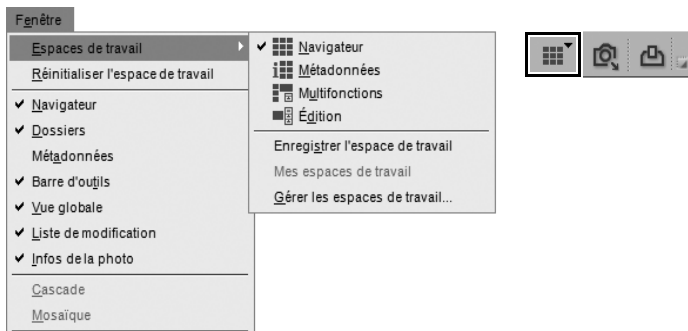 Fenêtre
Espaces de travail
Réinitialiser l'espace de travail
Navigateur
Dossiers
Métadonnées
Barre d'outils
Vue globale
Liste de modification
Infos de la photo
Cascade
Mosaïque
Navigateur
Métadonnées
Multifonctions
Édition
Enregistrer l'espace de travail
Mes espaces de travail
Gérer les espaces de travail...